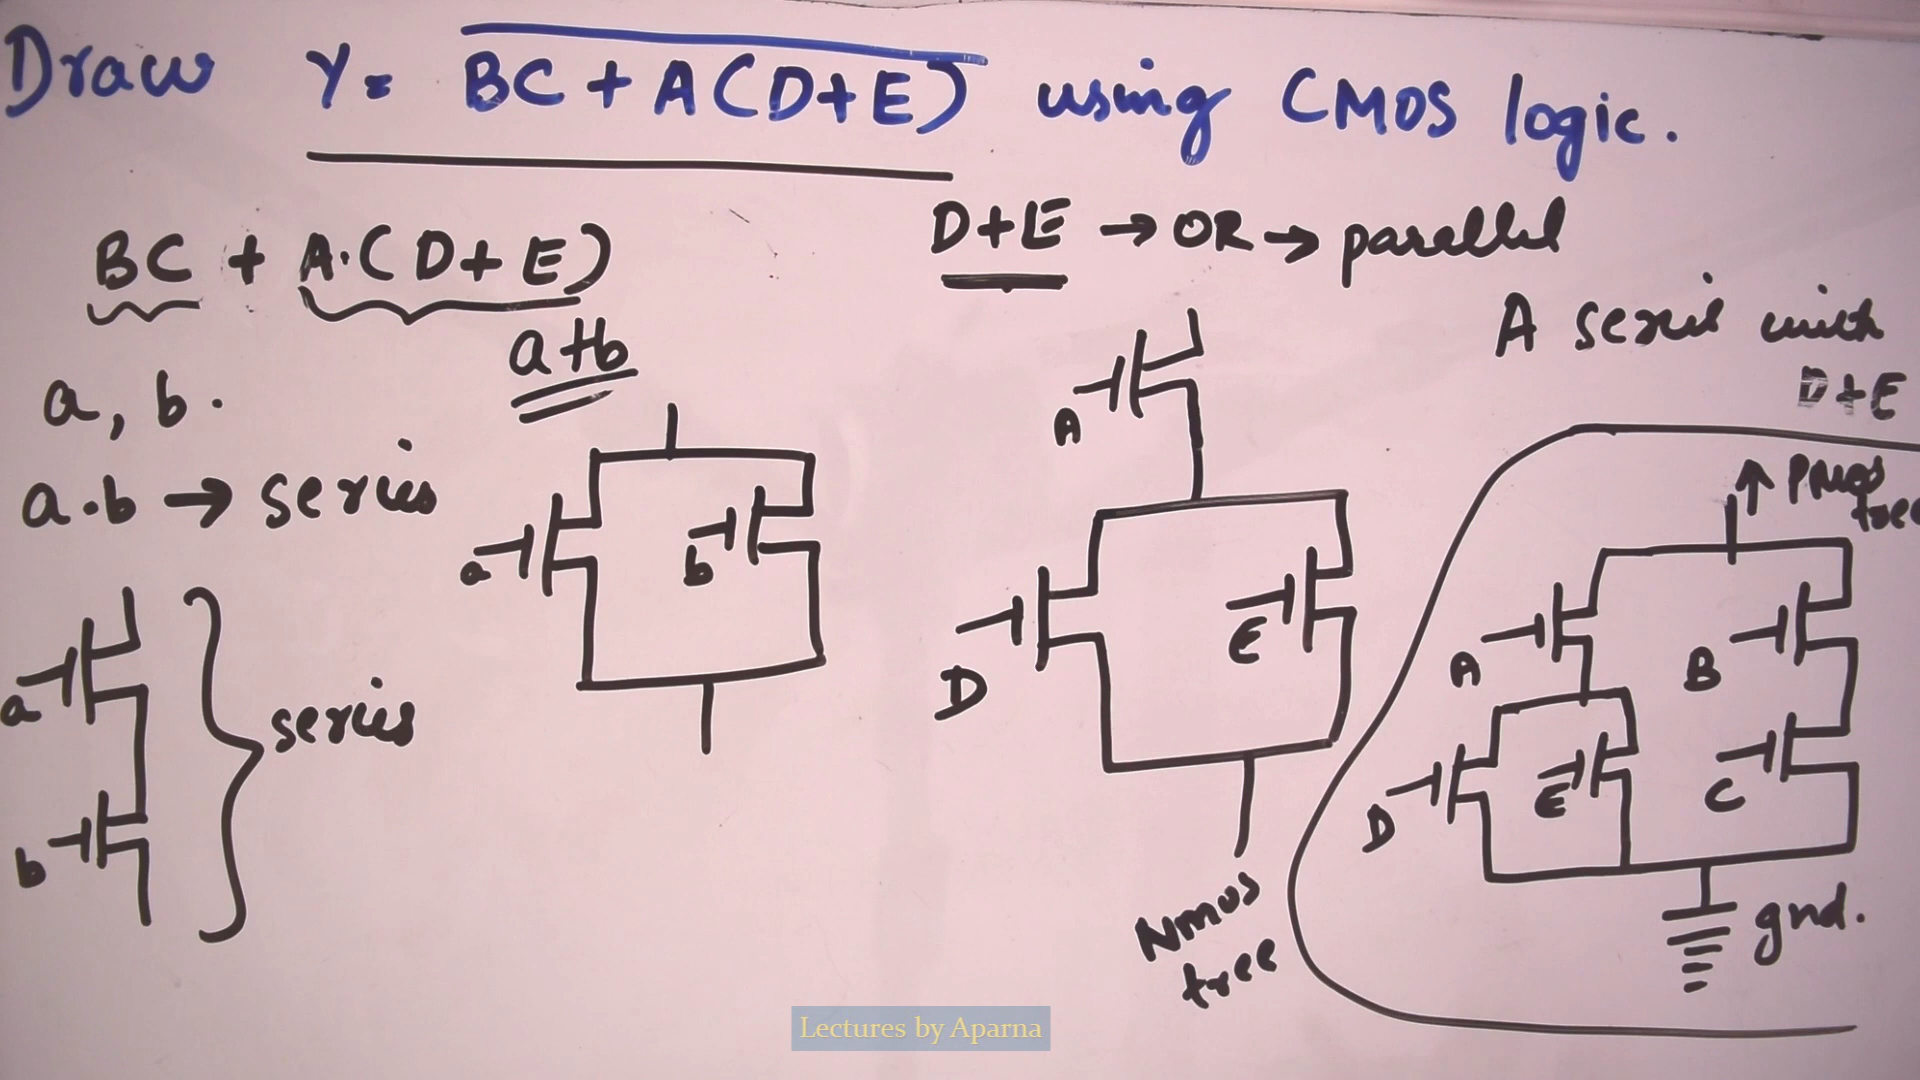 Draw Y = BC + A(D+E) using CMOS logic.
BC + A.(D+E)
a, b.
a.b → series
a
b
series
a+b
a
b
D+E → OR → parallel
A
D
E
Nmos
tree
A series with
D+E
↑ PMOS
tree
A
B
D
E
C
gnd.
Lectures by Aparna